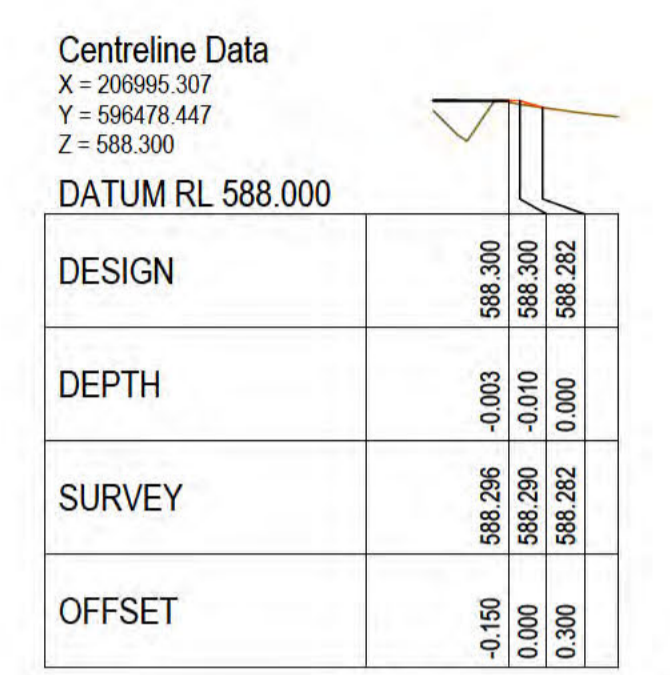 Centreline Data
X = 206995.307
Y = 596478.447
Z = 588.300
DATUM RL 588.000
DESIGN 588.300 588.300 588.282
DEPTH -0.003 -0.010 0.000
SURVEY 588.296 588.290 588.282
OFFSET -0.150 0.000 0.300